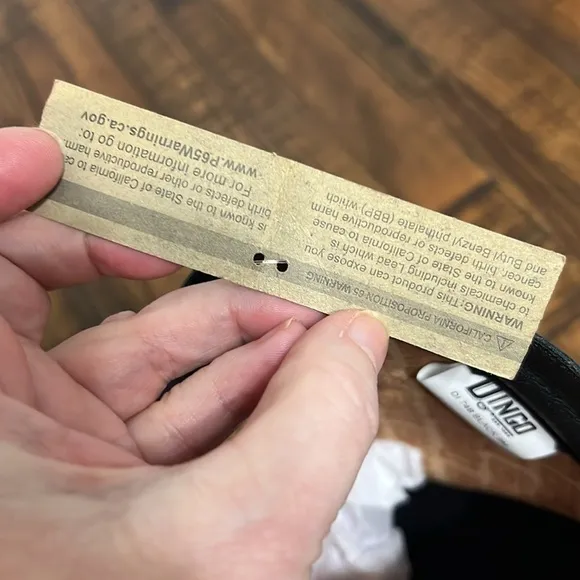 ⚠ CALIFORNIA PROPOSITION 65 WARNING
WARNING: This product can expose you
to chemicals including Lead which is
known to the State of California to cause
cancer, birth defects or reproductive harm
and Butyl Benzyl phthalate (BBP) which
is known to the State of California to ca
birth defects or other reproductive harm
For more information go to:
www.P65Warnings.ca.gov
DINGO